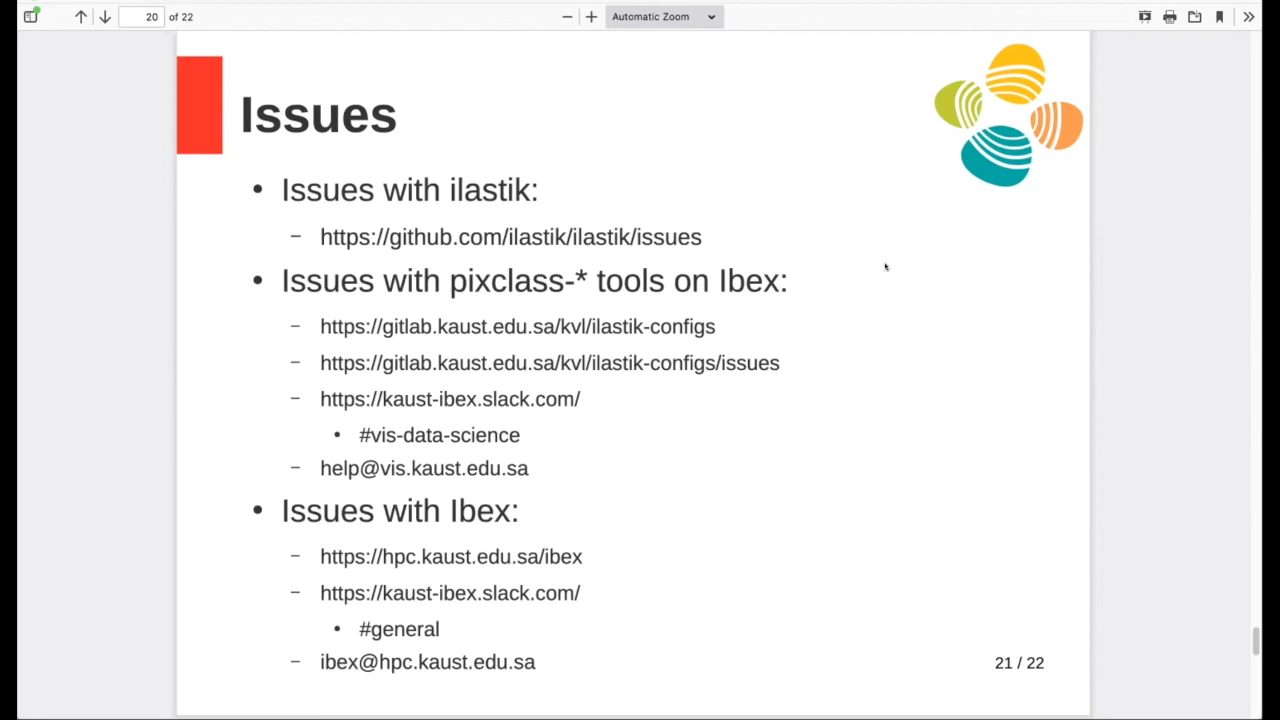 20 of 22 Automatic Zoom
Issues
• Issues with ilastik:
– https://github.com/ilastik/ilastik/issues
• Issues with pixclass-* tools on Ibex:
– https://gitlab.kaust.edu.sa/kvl/ilastik-configs
– https://gitlab.kaust.edu.sa/kvl/ilastik-configs/issues
– https://kaust-ibex.slack.com/
• #vis-data-science
– help@vis.kaust.edu.sa
• Issues with Ibex:
– https://hpc.kaust.edu.sa/ibex
– https://kaust-ibex.slack.com/
• #general
– ibex@hpc.kaust.edu.sa
21 / 22